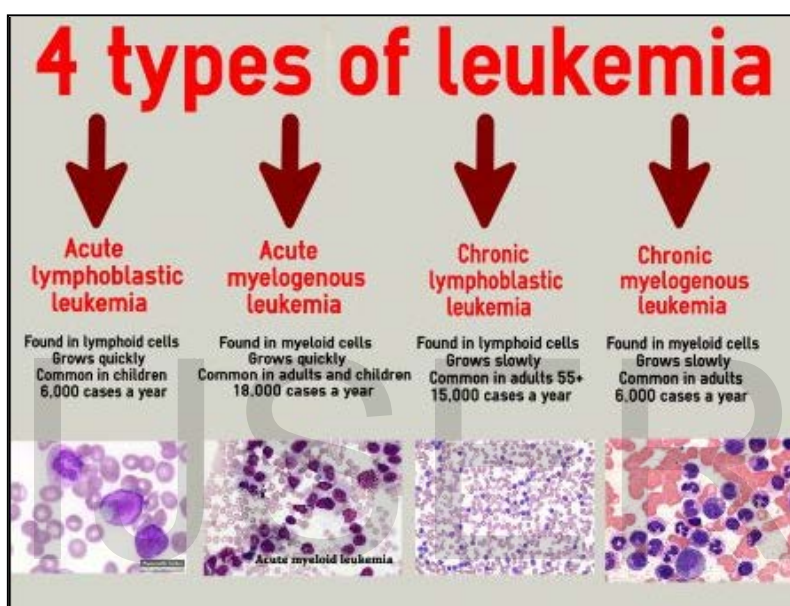 4 types of leukemia
Acute
lymphoblastic
leukemia
Found in lymphoid cells
Grows quickly
Common in children
6,000 cases a year
Acute
myelogenous
leukemia
Found in myeloid cells
Grows quickly
Common in adults and children
18,000 cases a year
Chronic
lymphoblastic
leukemia
Found in lymphoid cells
Grows slowly
Common in adults 55+
15,000 cases a year
Chronic
myelogenous
leukemia
Found in myeloid cells
Grows slowly
Common in adults
6,000 cases a year
Acute myeloid leukemia
IJSER